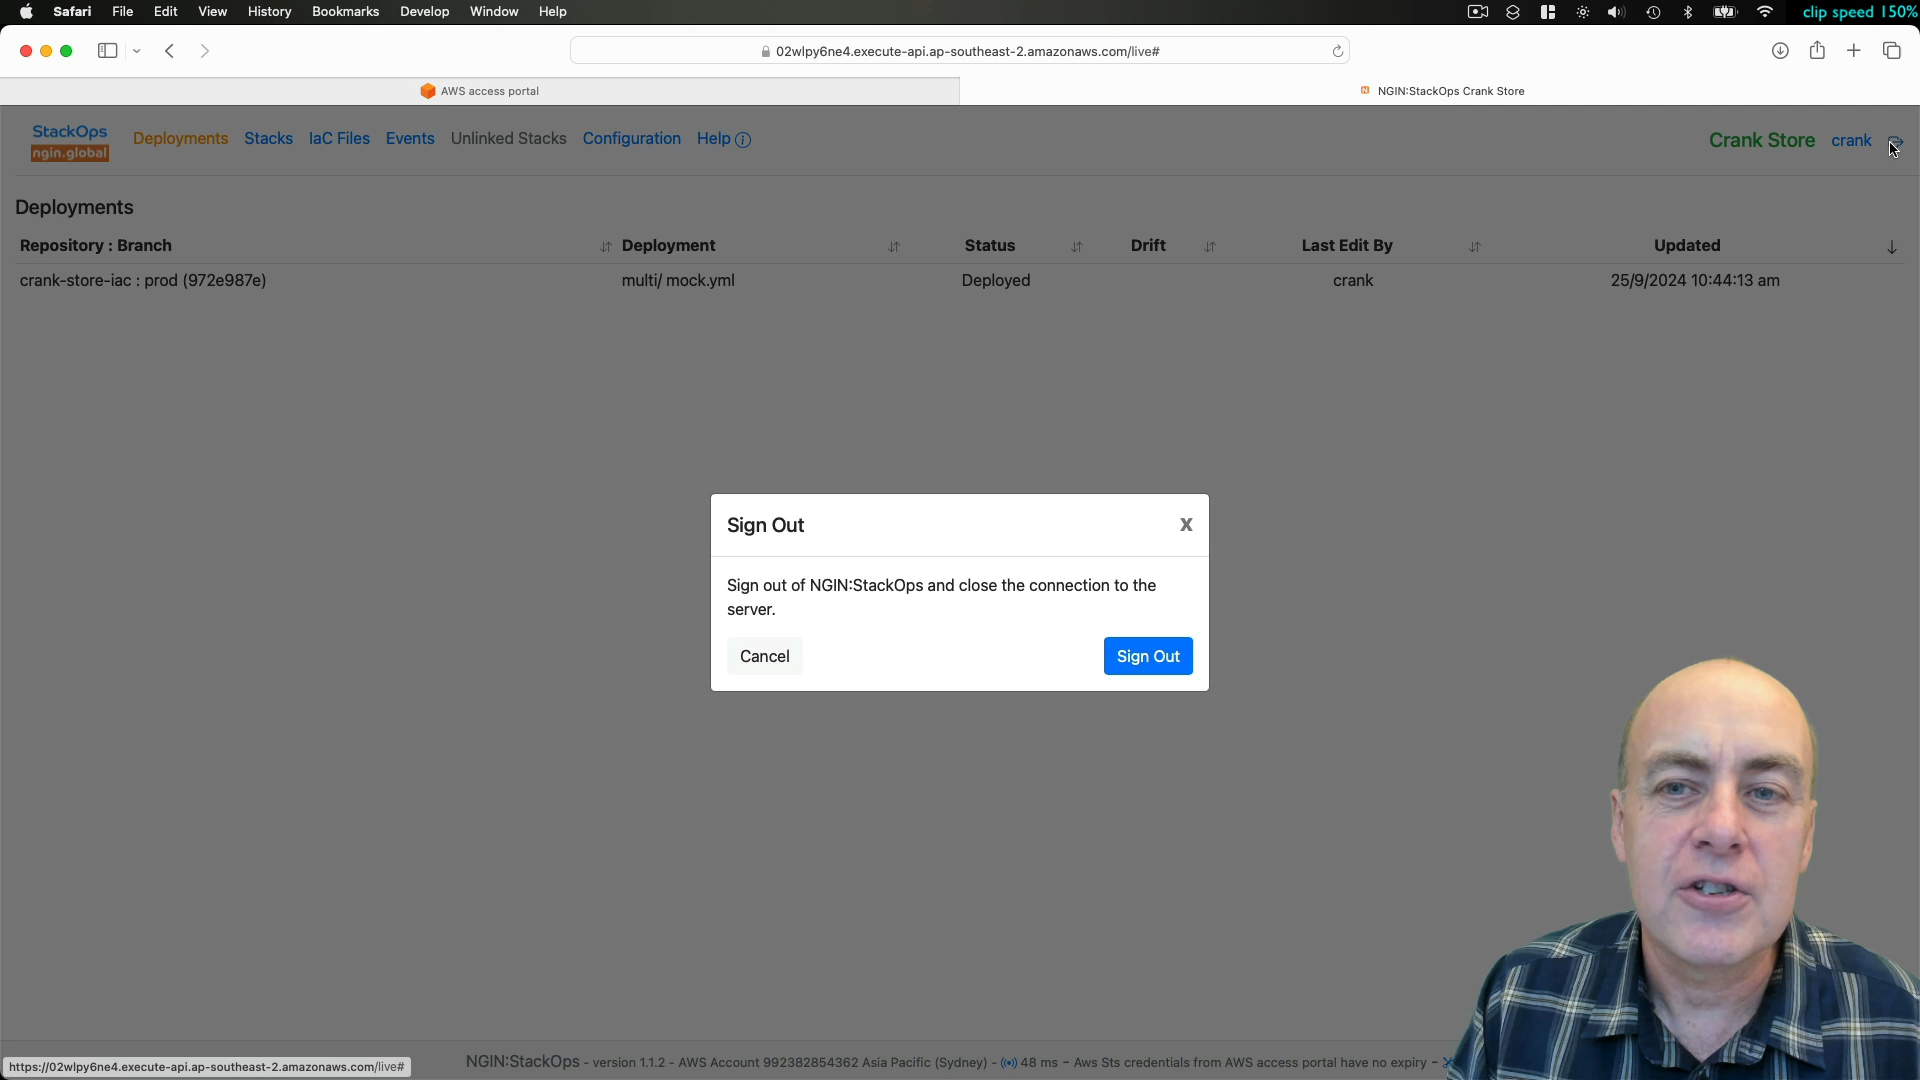 Safari File Edit View History Bookmarks Develop Window Help clip speed 150%
02wlpy6ne4.execute-api.ap-southeast-2.amazonaws.com/live#
AWS access portal
NGIN:StackOps Crank Store
StackOps
ngin.global
Deployments Stacks IaC Files Events Unlinked Stacks Configuration Help
Crank Store crank
Deployments
Repository : Branch Deployment Status Drift Last Edit By Updated
crank-store-iac : prod (972e987e) multi/ mock.yml Deployed crank 25/9/2024 10:44:13 am
Sign Out X
Sign out of NGIN:StackOps and close the connection to the
server.
Cancel Sign Out
https://02wlpy6ne4.execute-api.ap-southeast-2.amazonaws.com/live#
NGIN:StackOps - version 1.1.2 - AWS Account 992382854362 Asia Pacific (Sydney) - 48 ms - Aws Sts credentials from AWS access portal have no expiry -